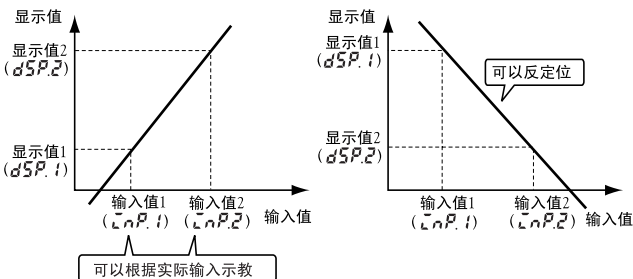 显示值
显示值2
(dSP.2)
显示值1
(dSP.1)
输入值1
(inP.1)
输入值2
(inP.2)
输入值
可以根据实际输入示教
显示值
显示值1
(dSP.1)
可以反定位
显示值2
(dSP.2)
输入值1
(inP.1)
输入值2
(inP.2)
输入值